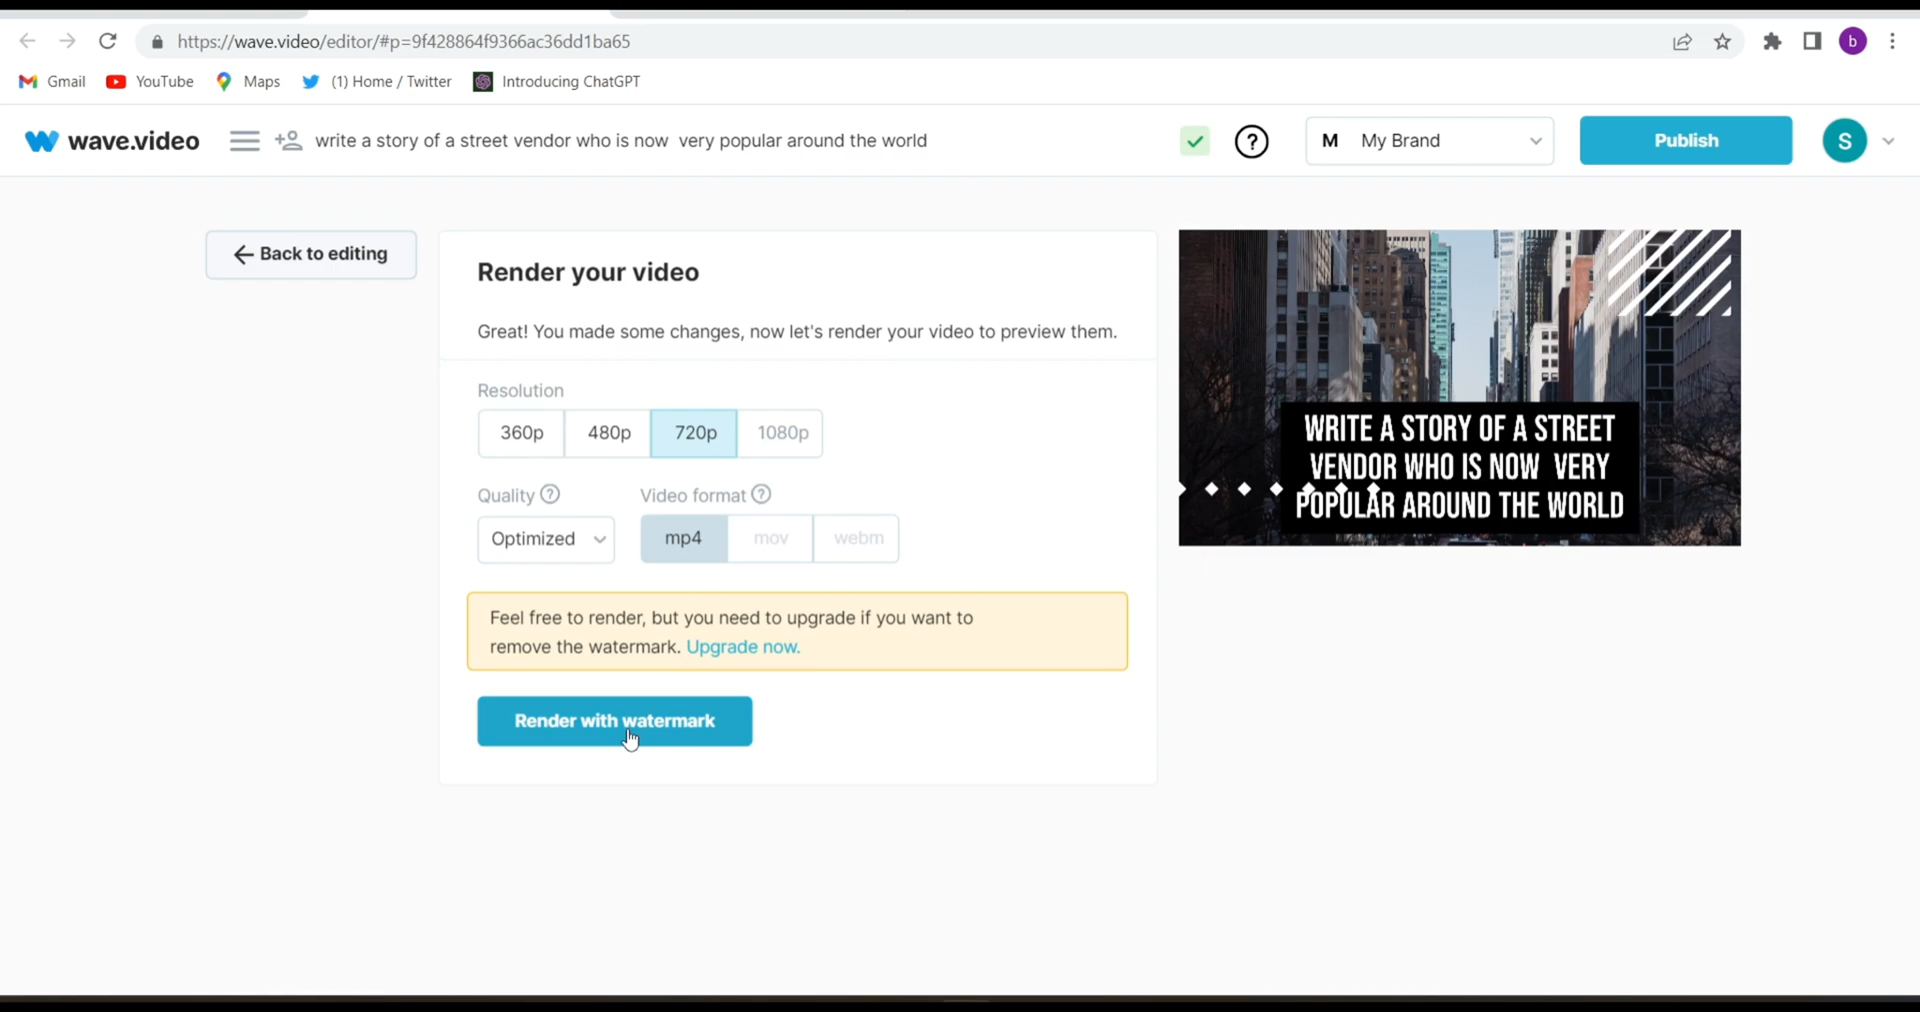 https://wave.video/editor/#p=9f428864f9366ac36dd1ba65
b
Gmail YouTube Maps (1) Home / Twitter Introducing ChatGPT
wave.video write a story of a street vendor who is now very popular around the world ? M My Brand Publish S
Back to editing
Render your video
Great! You made some changes, now let's render your video to preview them.
Resolution
360p 480p 720p 1080p
Quality ? Video format ?
Optimized mp4 mov webm
Feel free to render, but you need to upgrade if you want to
remove the watermark. Upgrade now.
Render with watermark
WRITE A STORY OF A STREET
VENDOR WHO IS NOW VERY
POPULAR AROUND THE WORLD